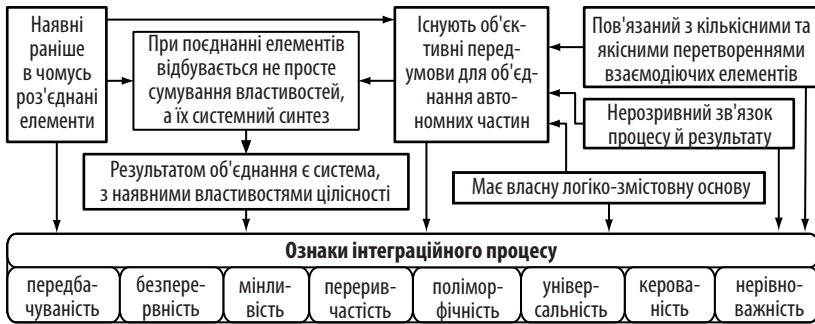 Наявні
раніше
в чомусь
роз'єднані
елементи
При поєднанні елементів
відбувається не просте
сумування властивостей,
а їх системний синтез
Існують об'єк-
тивні перед-
умови для об'єд-
нання авто-
номних частин
Пов'язаний з кількісними та
якісними перетвореннями
взаємодіючих елементів
Нерозривний зв'язок
процесу й результату
Результатом об'єднання є система,
з наявними властивостями цілісності
Має власну логіко-змістовну основу
Ознаки інтеграційного процесу
передба-
чуваність
безпере-
рвність
мінли-
вість
перерив-
частість
полімор-
фічність
універ-
сальність
керова-
ність
нерівно-
важність